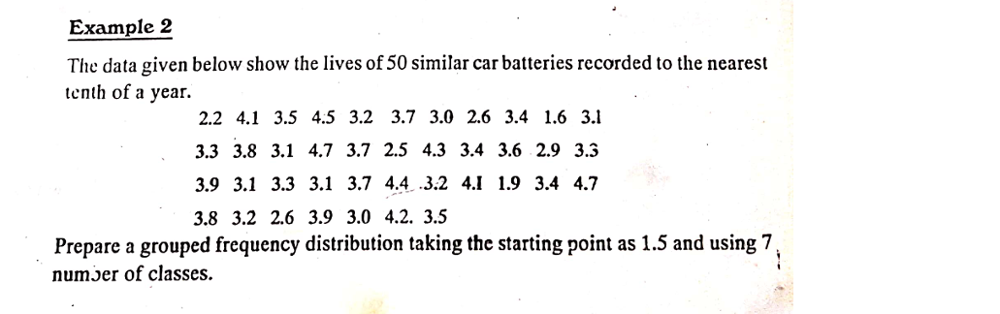 Example 2
The data given below show the lives of 50 similar car batteries recorded to the nearest
tenth of a year.
2.2 4.1 3.5 4.5 3.2 3.7 3.0 2.6 3.4 1.6 3.1
3.3 3.8 3.1 4.7 3.7 2.5 4.3 3.4 3.6 2.9 3.3
3.9 3.1 3.3 3.1 3.7 4.4 3.2 4.1 1.9 3.4 4.7
3.8 3.2 2.6 3.9 3.0 4.2. 3.5
Prepare a grouped frequency distribution taking the starting point as 1.5 and using 7
number of classes.